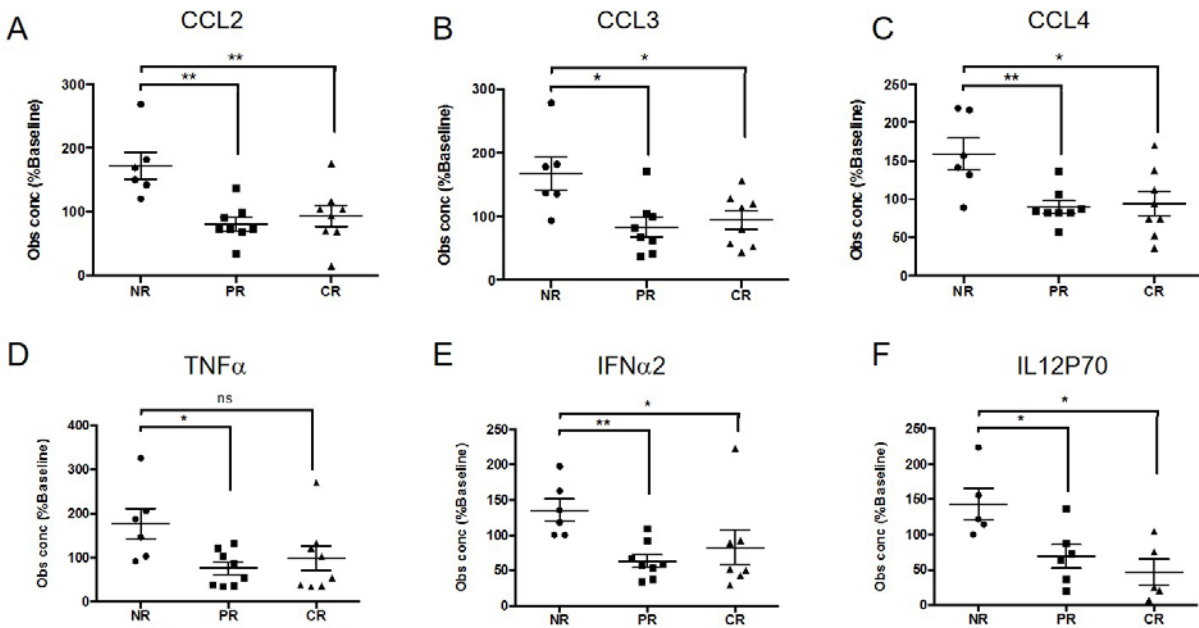 A
CCL2
**
**
Obs conc (%Baseline)
300
200
100
0
NR PR CR
B
CCL3
*
*
Obs conc (%Baseline)
300
200
100
0
NR PR CR
C
CCL4
*
**
Obs conc (%Baseline)
250
200
150
100
50
0
NR PR CR
D
TNFα
ns
*
Obs conc (%Baseline)
400
300
200
100
0
NR PR CR
E
IFNα2
*
**
Obs conc (%Baseline)
250
200
150
100
50
0
NR PR CR
F
IL12P70
*
*
Obs conc (%Baseline)
250
200
150
100
50
0
NR PR CR